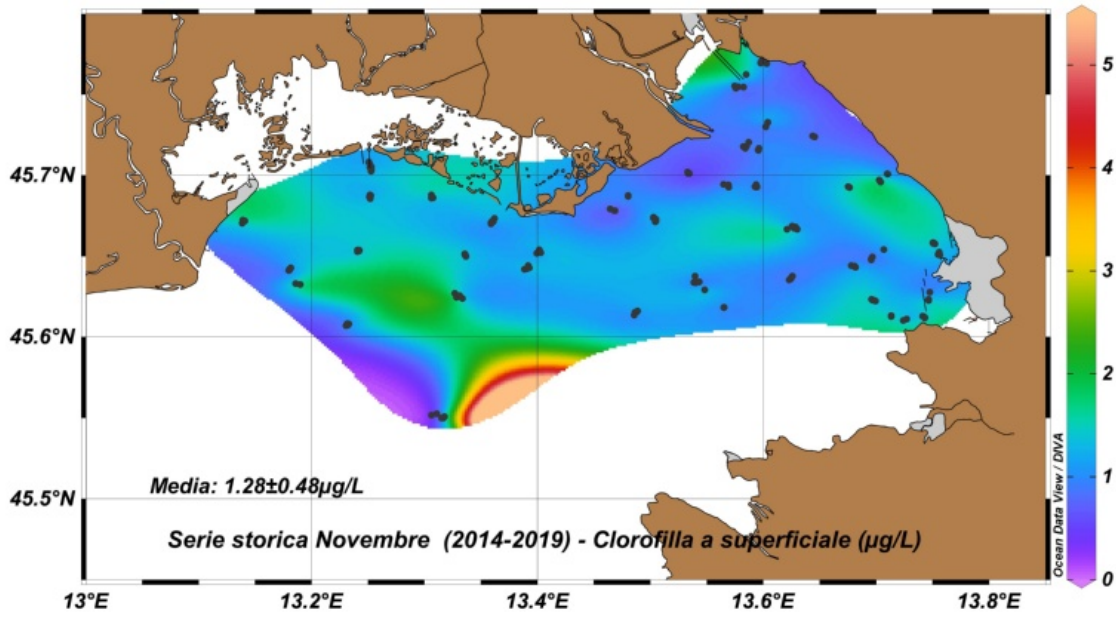 5
4
3
2
1
0
45.7°N
45.6°N
45.5°N
Media: 1.28±0.48µg/L
Serie storica Novembre (2014-2019) - Clorofilla a superficiale (µg/L)
Ocean Data View / DIVA
13°E
13.2°E
13.4°E
13.6°E
13.8°E